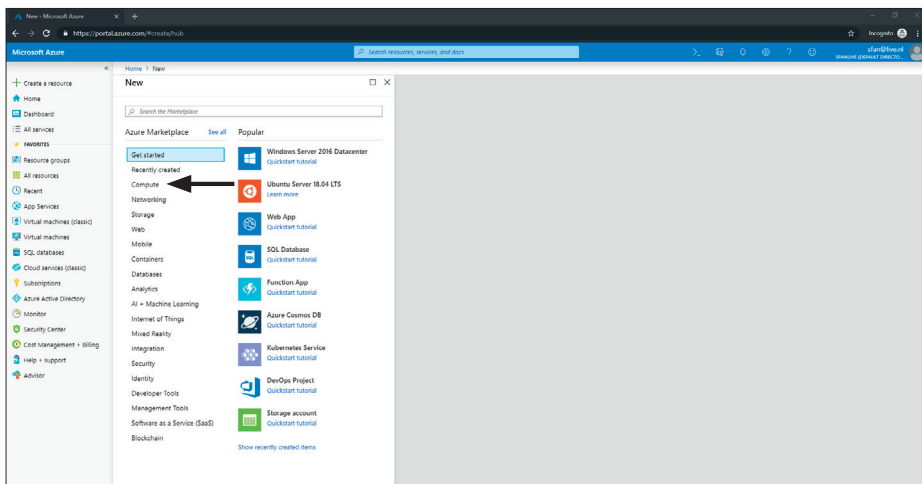 New - Microsoft Azure
https://portal.azure.com/#create/hub
Incognito
Microsoft Azure
Search resources, services, and docs
sfan@live.nl
SFANLIVE (DEFAULT DIRECTO...
Home > New
New
Create a resource
Home
Dashboard
All services
FAVORITES
Resource groups
All resources
Recent
App Services
Virtual machines (classic)
Virtual machines
SQL databases
Cloud services (classic)
Subscriptions
Azure Active Directory
Monitor
Security Center
Cost Management + Billing
Help + support
Advisor
Search the Marketplace
Azure Marketplace See all
Get started
Recently created
Compute
Networking
Storage
Web
Mobile
Containers
Databases
Analytics
AI + Machine Learning
Internet of Things
Mixed Reality
Integration
Security
Identity
Developer Tools
Management Tools
Software as a Service (SaaS)
Blockchain
Popular
Windows Server 2016 Datacenter
Quickstart tutorial
Ubuntu Server 18.04 LTS
Learn more
Web App
Quickstart tutorial
SQL Database
Quickstart tutorial
Function App
Quickstart tutorial
Azure Cosmos DB
Quickstart tutorial
Kubernetes Service
Quickstart tutorial
DevOps Project
Quickstart tutorial
Storage account
Quickstart tutorial
Show recently created items